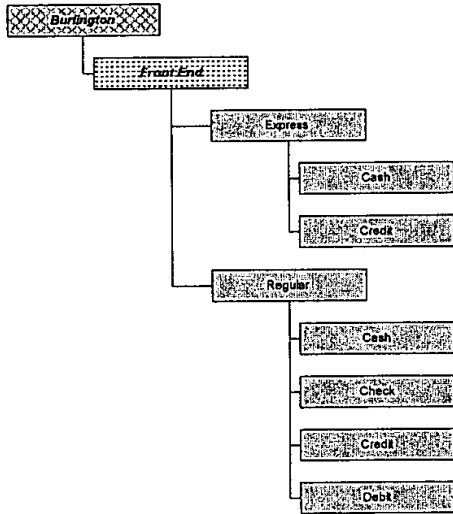 Burlington
Front End
Express
Cash
Credit
Regular
Cash
Check
Credit
Debit